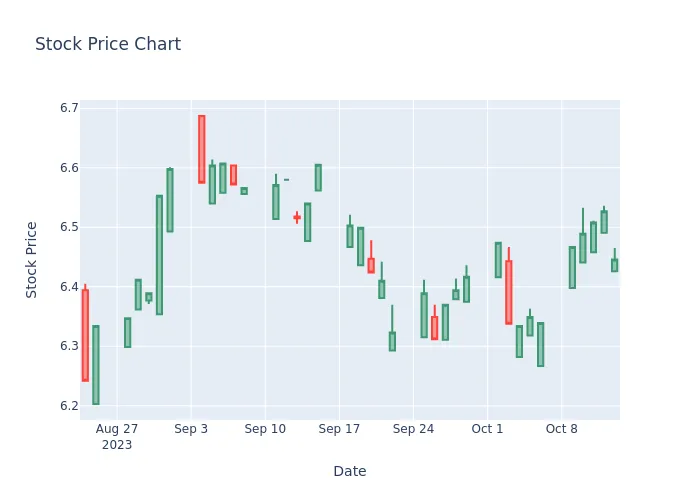 Stock Price Chart
Stock Price
6.7
6.6
6.5
6.4
6.3
6.2
Aug 27
2023
Sep 3
Sep 10
Sep 17
Sep 24
Oct 1
Oct 8
Date